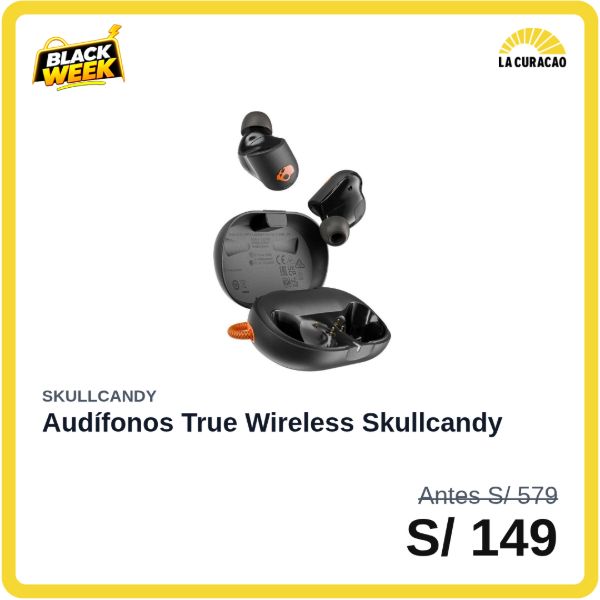 BLACK
WEEK
LA CURACAO
SKULLCANDY
Audífonos True Wireless Skullcandy
Antes S/ 579
S/ 149